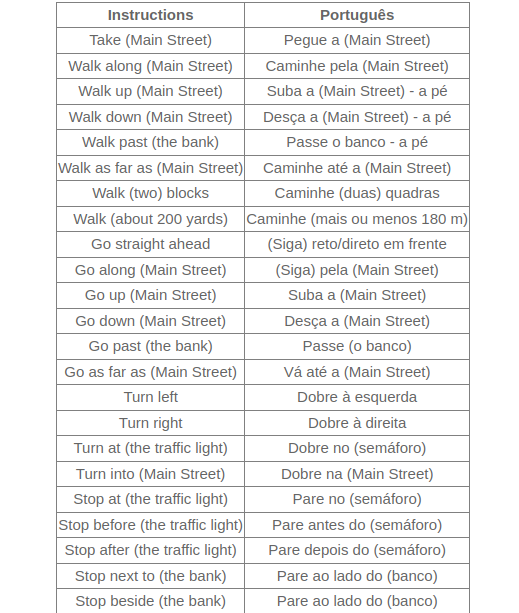 Instructions Português
Take (Main Street) Pegue a (Main Street)
Walk along (Main Street) Caminhe pela (Main Street)
Walk up (Main Street) Suba a (Main Street) - a pé
Walk down (Main Street) Desça a (Main Street) - a pé
Walk past (the bank) Passe o banco - a pé
Walk as far as (Main Street) Caminhe até a (Main Street)
Walk (two) blocks Caminhe (duas) quadras
Walk (about 200 yards) Caminhe (mais ou menos 180 m)
Go straight ahead (Siga) reto/direto em frente
Go along (Main Street) (Siga) pela (Main Street)
Go up (Main Street) Suba a (Main Street)
Go down (Main Street) Desça a (Main Street)
Go past (the bank) Passe (o banco)
Go as far as (Main Street) Vá até a (Main Street)
Turn left Dobre à esquerda
Turn right Dobre à direita
Turn at (the traffic light) Dobre no (semáforo)
Turn into (Main Street) Dobre na (Main Street)
Stop at (the traffic light) Pare no (semáforo)
Stop before (the traffic light) Pare antes do (semáforo)
Stop after (the traffic light) Pare depois do (semáforo)
Stop next to (the bank) Pare ao lado do (banco)
Stop beside (the bank) Pare ao lado do (banco)